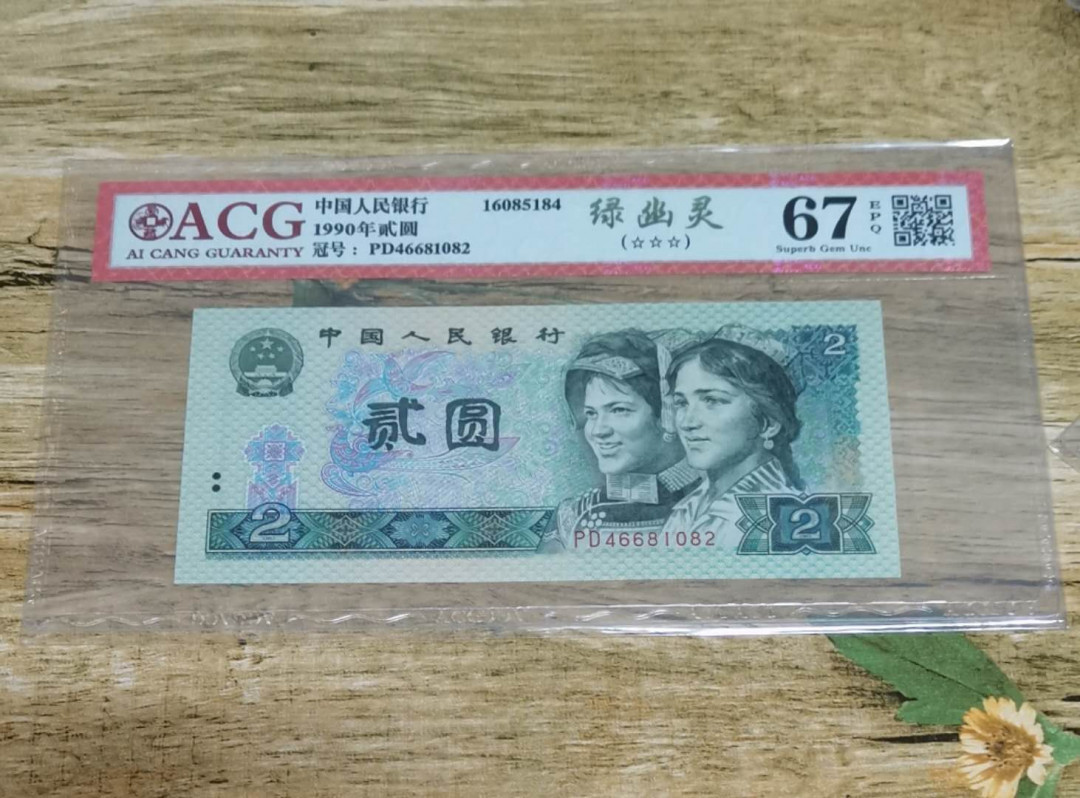 ACG
AI CANG GUARANTY
中国人民银行
1990年贰圆
冠号：PD46681082
16085184
绿幽灵
(☆☆☆)
67
EPQ
Superb Gem Unc
中国人民银行
2
贰圆
2
PD46681082
2